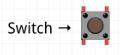 Switch →